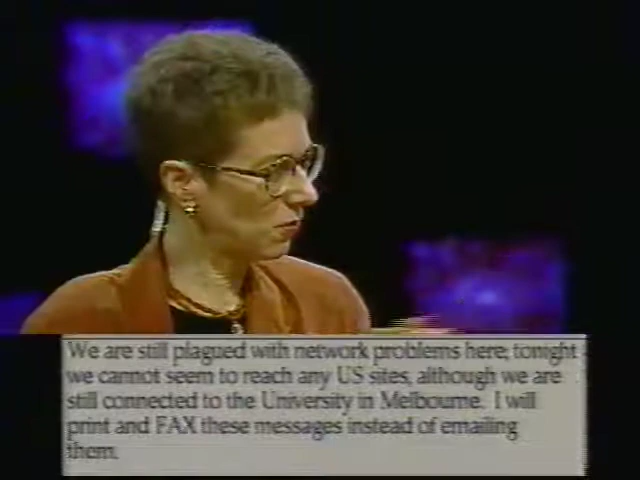 We are still plagued with network problems here; tonight
we cannot seem to reach any US sites, although we are
still connected to the University in Melbourne. I will
print and FAX these messages instead of emailing
them.